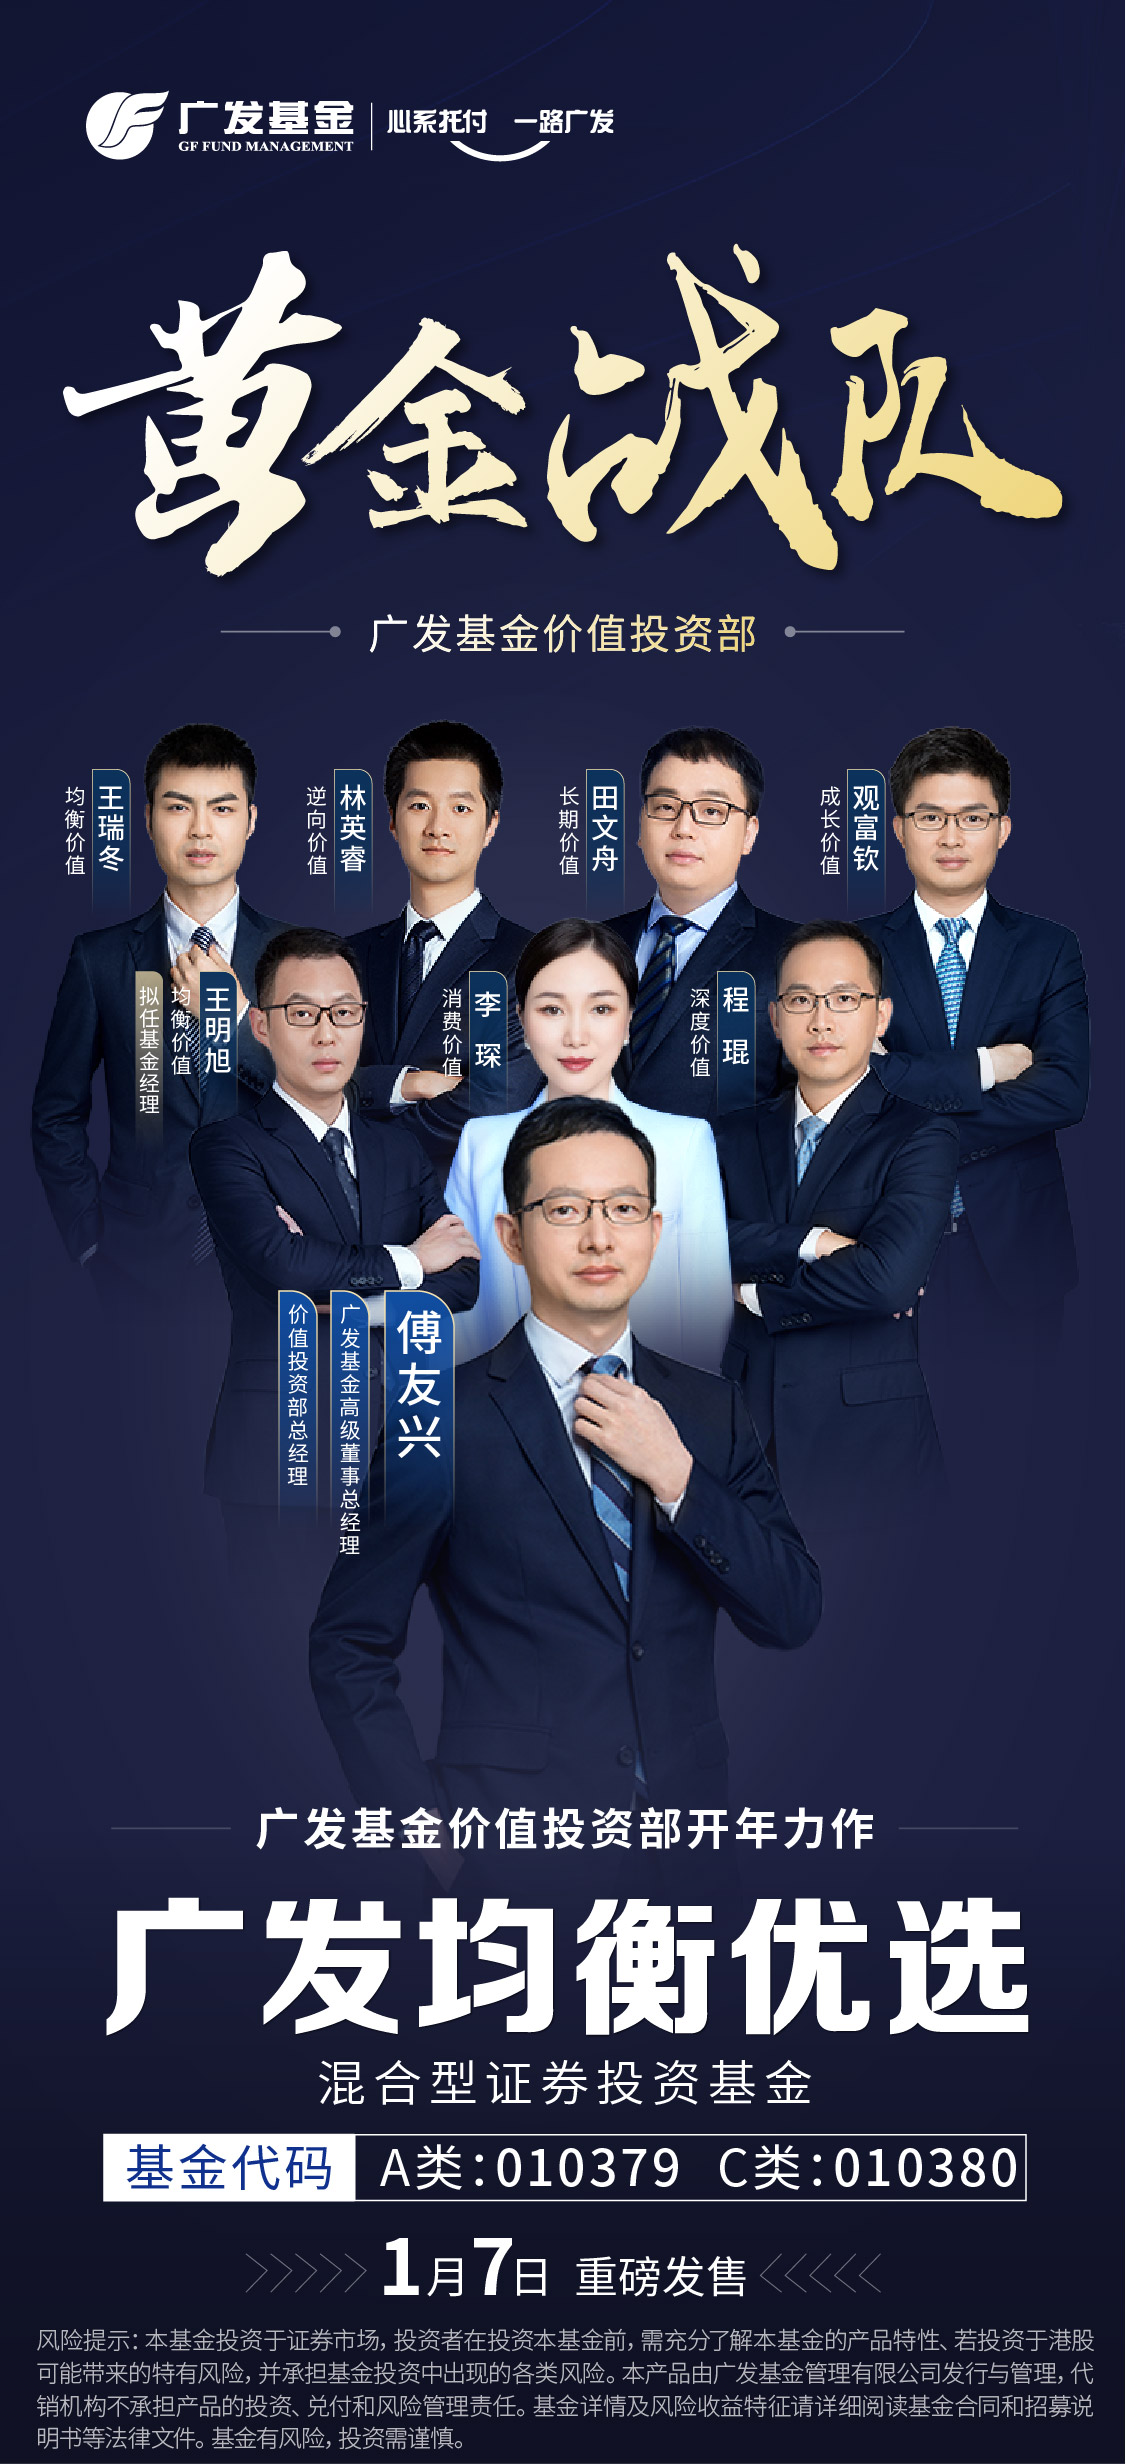 广发基金
GF FUND MANAGEMENT
心系托付 一路广发
黄金战队
广发基金价值投资部
王瑞冬
均衡价值
林英睿
逆向价值
田文舟
长期价值
观富钦
成长价值
王明旭
均衡价值
拟任基金经理
李琛
消费价值
程琨
深度价值
傅友兴
广发基金高级董事总经理
价值投资部总经理
广发基金价值投资部开年力作
广发均衡优选
混合型证券投资基金
基金代码 A类:010379 C类:010380
1月7日 重磅发售
风险提示:本基金投资于证券市场,投资者在投资本基金前,需充分了解本基金的产品特性、若投资于港股
可能带来的特有风险,并承担基金投资中出现的各类风险。本产品由广发基金管理有限公司发行与管理,代
销机构不承担产品的投资、兑付和风险管理责任。基金详情及风险收益特征请详细阅读基金合同和招募说
明书等法律文件。基金有风险,投资需谨慎。